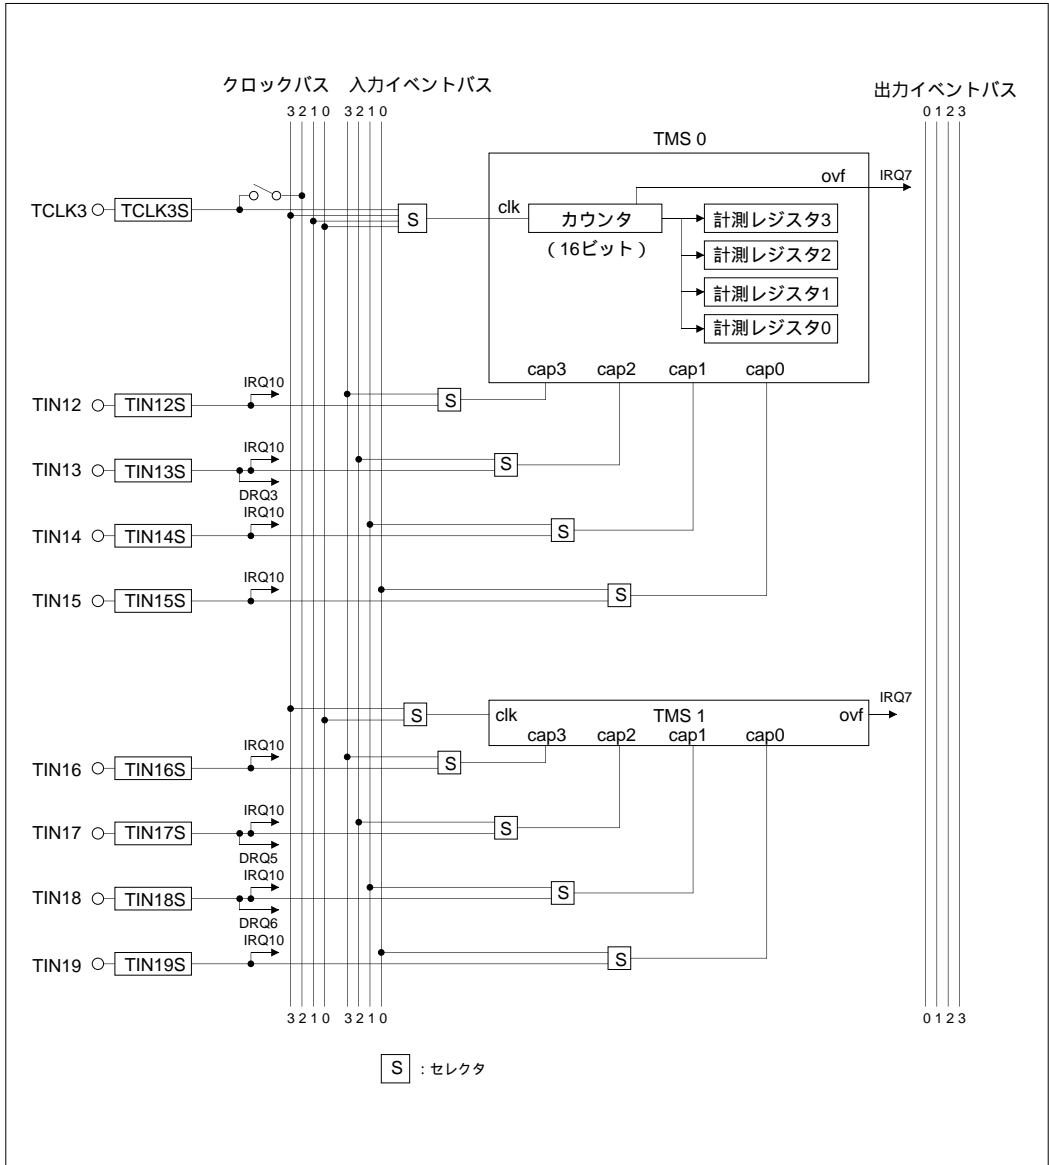 クロックバス 入力イベントバス 出力イベントバス
3 2 1 0 3 2 1 0 0 1 2 3
TMS 0
ovf IRQ7
TCLK3 TCLK3S S clk カウンタ 計測レジスタ3
(16ビット) 計測レジスタ2
計測レジスタ1
計測レジスタ0
cap3 cap2 cap1 cap0
IRQ10
TIN12 TIN12S S
IRQ10
TIN13 TIN13S S
DRQ3
IRQ10
TIN14 TIN14S S
IRQ10
TIN15 TIN15S S
IRQ7
S clk TMS 1 ovf
cap3 cap2 cap1 cap0
IRQ10
TIN16 TIN16S S
IRQ10
TIN17 TIN17S S
DRQ5
IRQ10
TIN18 TIN18S S
DRQ6
IRQ10
TIN19 TIN19S S
3 2 1 0 3 2 1 0 0 1 2 3
S :セレクタ